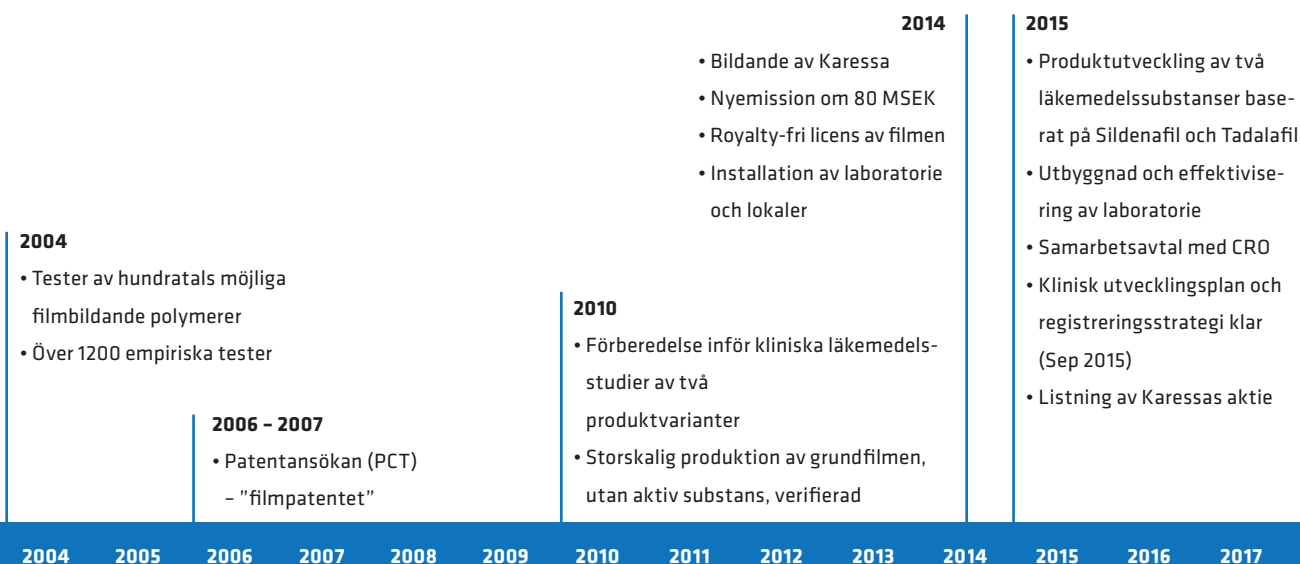 2004
• Tester av hundratals möjliga
filmbildande polymerer
• Över 1200 empiriska tester
2006 – 2007
• Patentansökan (PCT)
– ”filmpatentet”
2010
• Förberedelse inför kliniska läkemedels-
studier av två
produktvarianter
• Storskalig produktion av grundfilmen,
utan aktiv substans, verifierad
2014
• Bildande av Karessa
• Nyemission om 80 MSEK
• Royalty-fri licens av filmen
• Installation av laboratorie
och lokaler
2015
• Produktutveckling av två
läkemedelssubstanser base-
rat på Sildenafil och Tadalafil
• Utbyggnad och effektivise-
ring av laboratorie
• Samarbetsavtal med CRO
• Klinisk utvecklingsplan och
registreringsstrategi klar
(Sep 2015)
• Listning av Karessas aktie
2004 2005 2006 2007 2008 2009 2010 2011 2012 2013 2014 2015 2016 2017